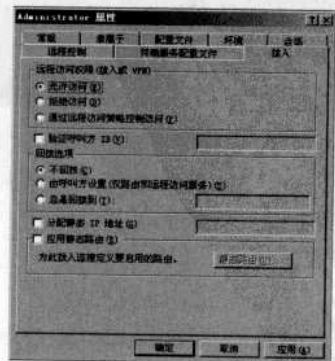 Administrator 属性
常规 隶属于 配置文件 环境 会话
远程控制 终端服务配置文件 拨入
远程访问权限(拨入或 VPN)
允许访问(W)
拒绝访问(D)
通过远程访问策略控制访问(P)
验证呼叫方 ID(V)
回拨选项
不回拨(C)
由呼叫方设置(仅路由和远程访问服务)(S)
总是回拨到(Y):
分配静态 IP 地址(G)
应用静态路由(R)
为此拨入连接定义要启用的路由。
静态路由(U)
确定 取消 应用(A)